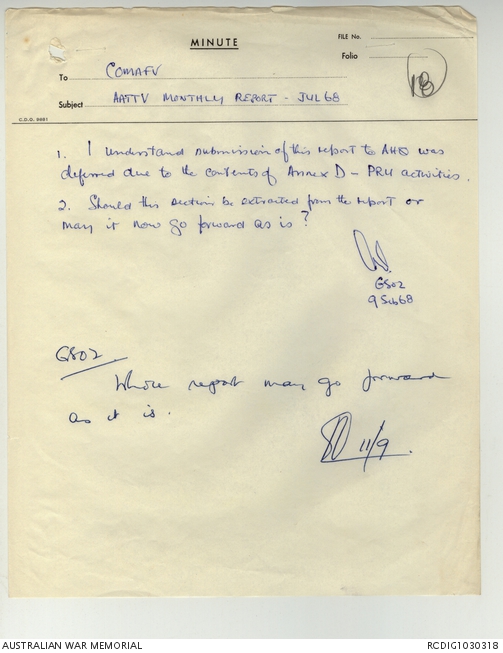 MINUTE
FILE No.
Folio
To COMAFV
Subject AATTV MONTHLY REPORT - JUL 68
C.D.O. 9981
1. I understand submission of this report to AHQ was
deferred due to the contents of Annex D - PRU activities.
2. Should this section be extracted from the report or
may it now go forward as is?
GSO2
9 Sep 68
GSO2
Whole report may go forward
as it is.
11/9.
AUSTRALIAN WAR MEMORIAL
RCDIG1030318